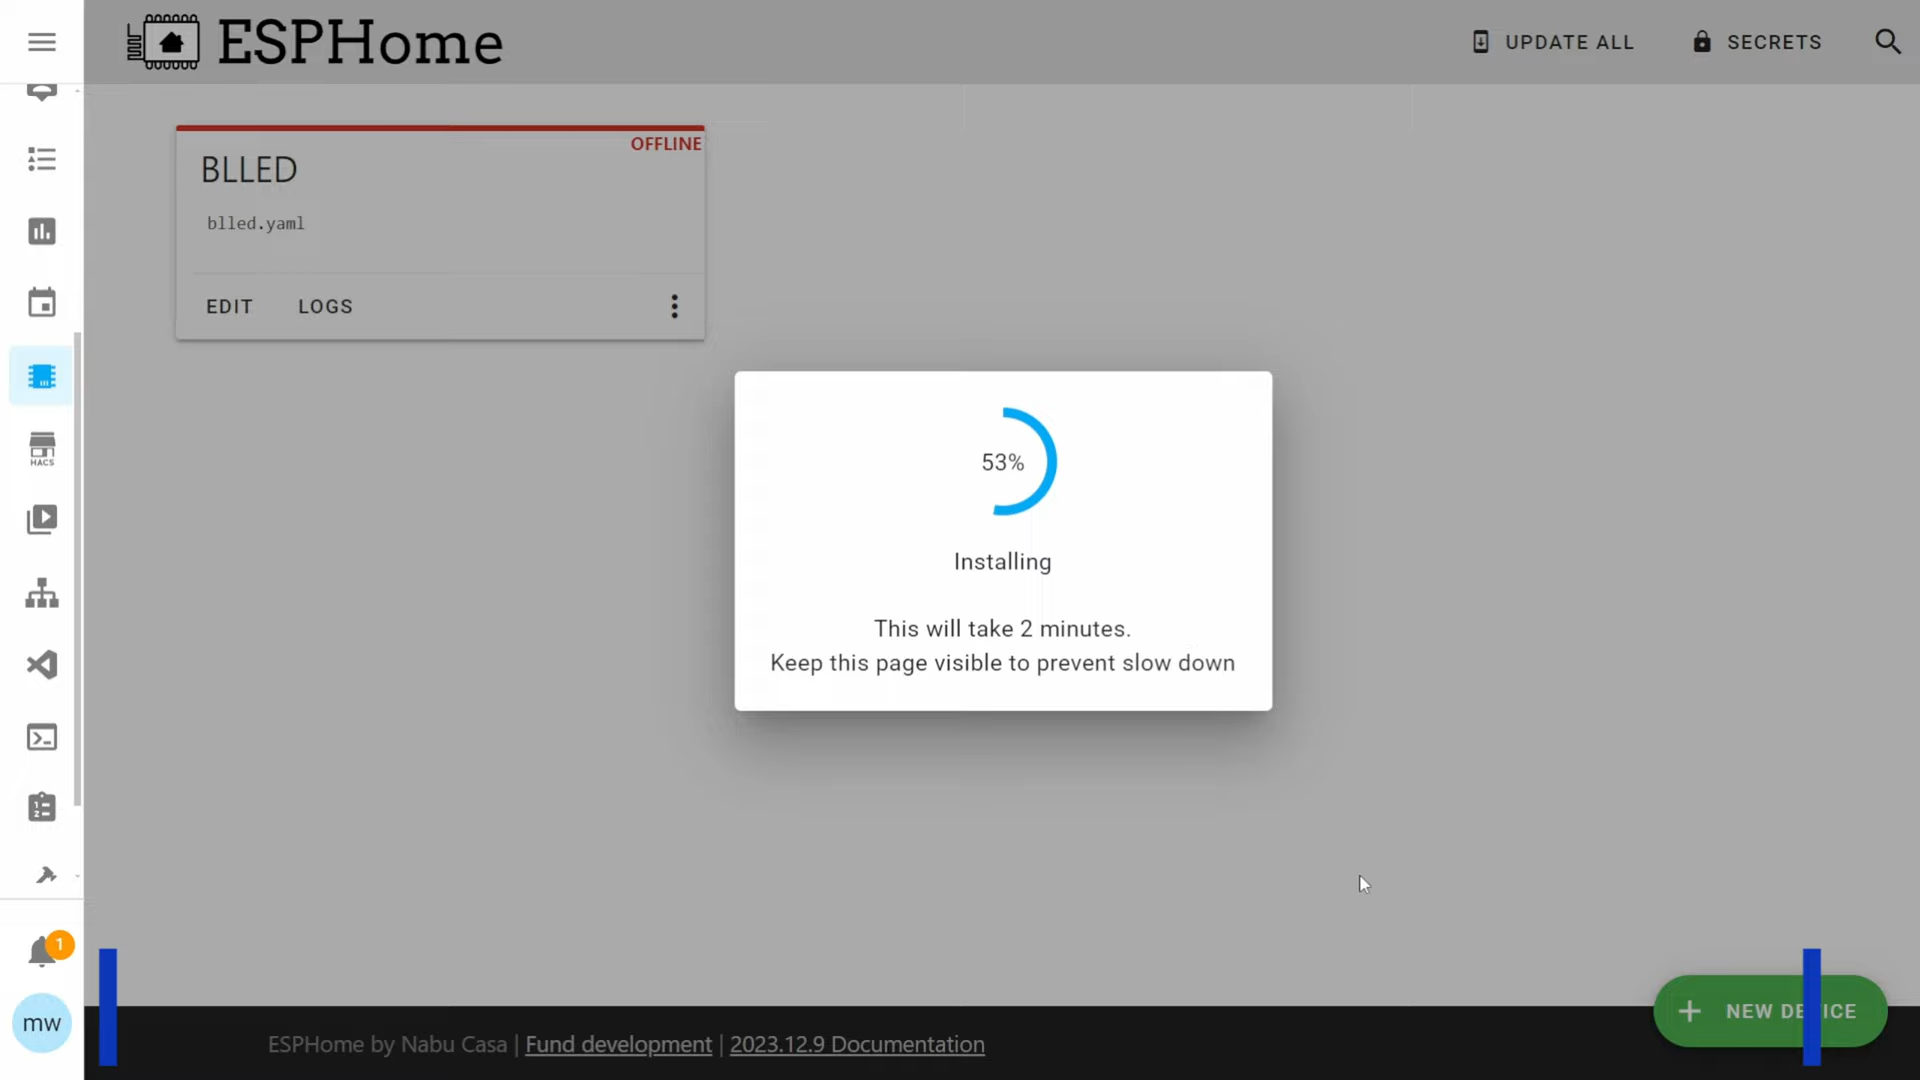 ESPHome
UPDATE ALL
SECRETS
OFFLINE
BLLED
blled.yaml
EDIT
LOGS
HACS
53%
Installing
This will take 2 minutes.
Keep this page visible to prevent slow down
1
mw
ESPHome by Nabu Casa | Fund development | 2023.12.9 Documentation